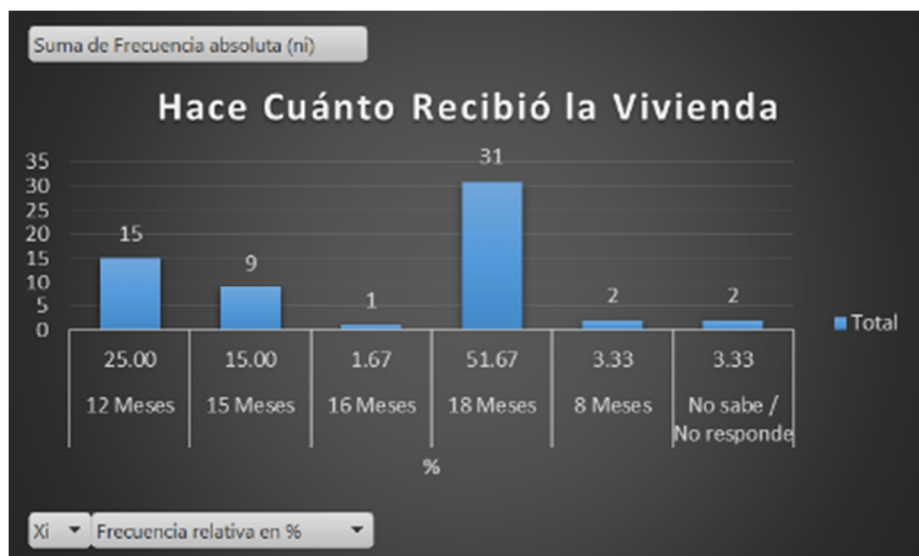 Suma de Frecuencia absoluta (ni)
Hace Cuánto Recibió la Vivienda
35
30
25
20
15
10
5
0
15
9
1
31
2
2
25.00 15.00 1.67 51.67 3.33 3.33
12 Meses 15 Meses 16 Meses 18 Meses 8 Meses No sabe /
No responde
%
Total
Xi Frecuencia relativa en %